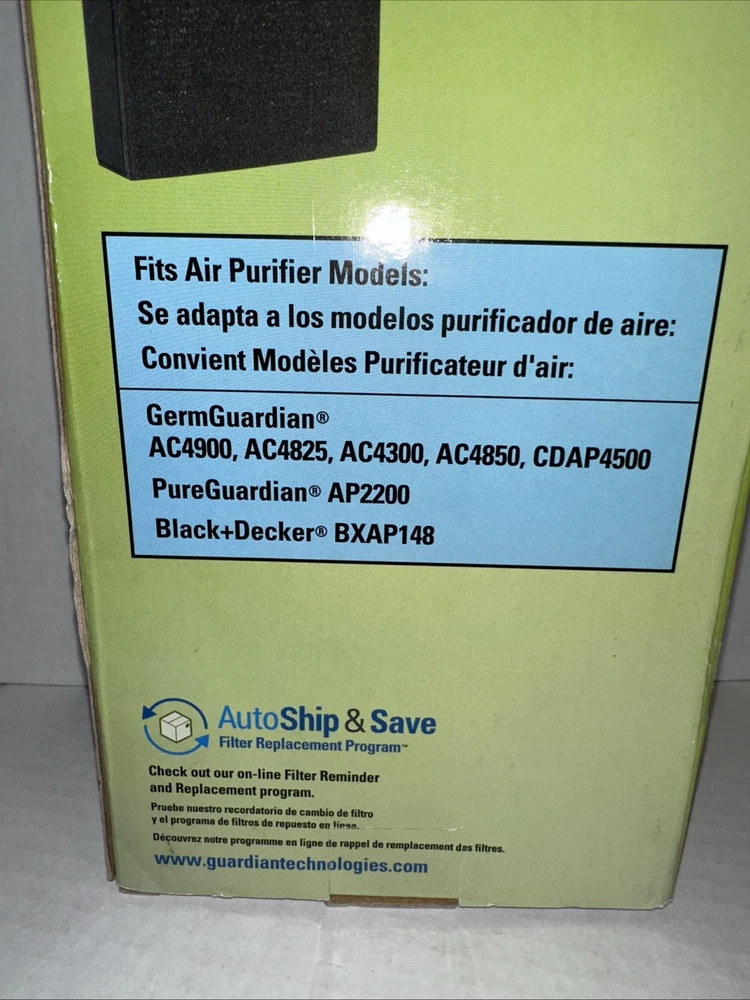 Fits Air Purifier Models:
Se adapta a los modelos purificador de aire:
Convient Modèles Purificateur d'air:
GermGuardian®
AC4900, AC4825, AC4300, AC4850, CDAP4500
PureGuardian® AP2200
Black+Decker® BXAP148
AutoShip & Save
Filter Replacement Program™
Check out our on-line Filter Reminder
and Replacement program.
Pruebe nuestro recordatorio de cambio de filtro
y el programa de filtros de repuesto en línea.
Découvrez notre programme en ligne de rappel de remplacement das filtres.
www.guardiantechnologies.com